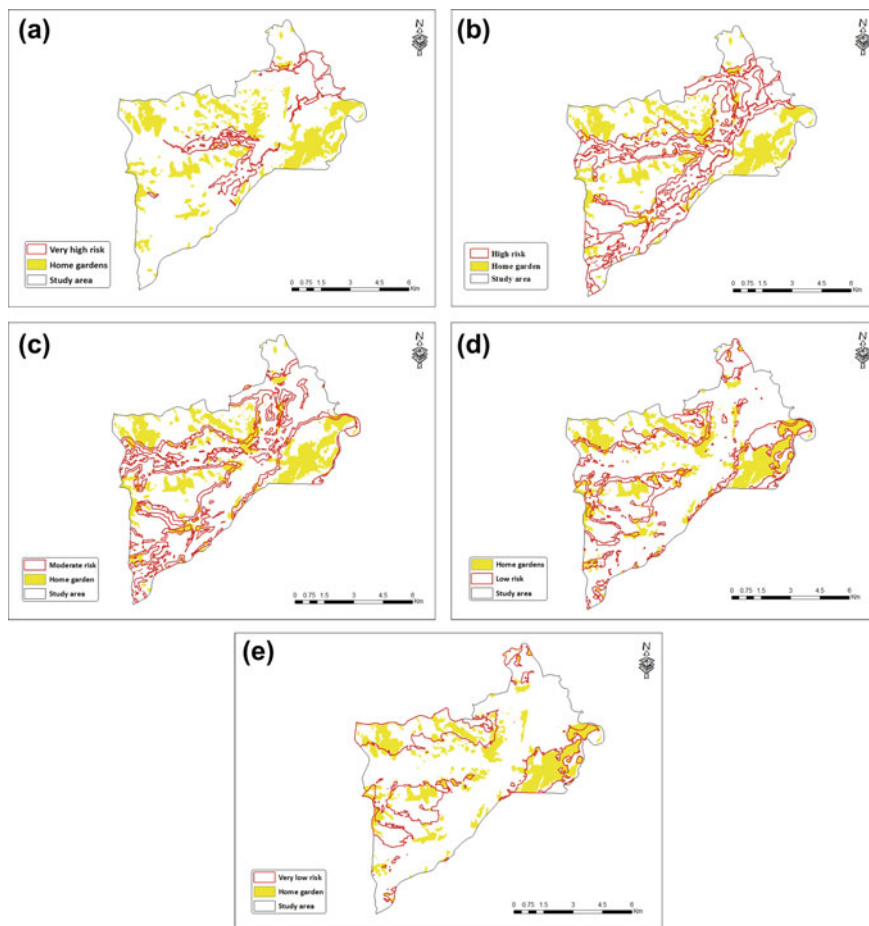 (a)
N
Very high risk
Home gardens
Study area
0 0.75 1.5 3 4.5 6
Km
(b)
N
High risk
Home garden
Study area
0 0.75 1.5 3 4.5 6
Km
(c)
N
Moderate risk
Home garden
Study area
0 0.75 1.5 3 4.5 6
Km
(d)
N
Home gardens
Low risk
Study area
0 0.75 1.5 3 4.5 6
Km
(e)
N
Very low risk
Home garden
Study area
0 0.75 1.5 3 4.5 6
Km